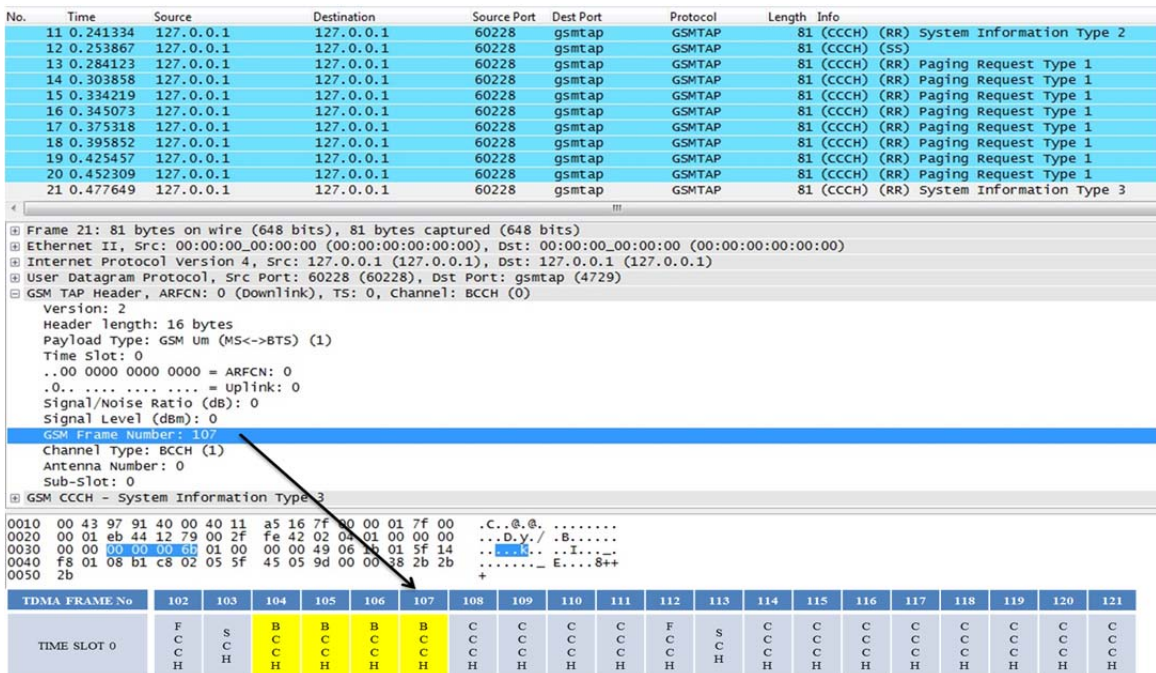 No. Time Source Destination Source Port Dest Port Protocol Length Info
11 0.241334 127.0.0.1 127.0.0.1 60228 gsmtap GSMTAP 81 (CCCH) (RR) System Information Type 2
12 0.253867 127.0.0.1 127.0.0.1 60228 gsmtap GSMTAP 81 (CCCH) (SS)
13 0.284123 127.0.0.1 127.0.0.1 60228 gsmtap GSMTAP 81 (CCCH) (RR) Paging Request Type 1
14 0.303858 127.0.0.1 127.0.0.1 60228 gsmtap GSMTAP 81 (CCCH) (RR) Paging Request Type 1
15 0.334219 127.0.0.1 127.0.0.1 60228 gsmtap GSMTAP 81 (CCCH) (RR) Paging Request Type 1
16 0.345073 127.0.0.1 127.0.0.1 60228 gsmtap GSMTAP 81 (CCCH) (RR) Paging Request Type 1
17 0.375318 127.0.0.1 127.0.0.1 60228 gsmtap GSMTAP 81 (CCCH) (RR) Paging Request Type 1
18 0.395852 127.0.0.1 127.0.0.1 60228 gsmtap GSMTAP 81 (CCCH) (RR) Paging Request Type 1
19 0.425457 127.0.0.1 127.0.0.1 60228 gsmtap GSMTAP 81 (CCCH) (RR) Paging Request Type 1
20 0.452309 127.0.0.1 127.0.0.1 60228 gsmtap GSMTAP 81 (CCCH) (RR) Paging Request Type 1
21 0.477649 127.0.0.1 127.0.0.1 60228 gsmtap GSMTAP 81 (CCCH) (RR) System Information Type 3
Frame 21: 81 bytes on wire (648 bits), 81 bytes captured (648 bits)
Ethernet II, Src: 00:00:00_00:00:00 (00:00:00:00:00:00), Dst: 00:00:00_00:00:00 (00:00:00:00:00:00)
Internet Protocol Version 4, Src: 127.0.0.1 (127.0.0.1), Dst: 127.0.0.1 (127.0.0.1)
User Datagram Protocol, Src Port: 60228 (60228), Dst Port: gsmtap (4729)
GSM TAP Header, ARFCN: 0 (Downlink), TS: 0, Channel: BCCH (0)
Version: 2
Header length: 16 bytes
Payload Type: GSM Um (MS<->BTS) (1)
Time Slot: 0
..00 0000 0000 0000 = ARFCN: 0
.0.. .... .... .... = Uplink: 0
Signal/Noise Ratio (dB): 0
Signal Level (dBm): 0
GSM Frame Number: 107
Channel Type: BCCH (1)
Antenna Number: 0
Sub-Slot: 0
GSM CCCH - System Information Type 3
0010 00 43 97 91 40 00 40 11 a5 16 7f 00 00 01 7f 00 .C..@.@. ........
0020 00 01 eb 44 12 79 00 2f fe 42 02 04 01 00 00 00 ...D.y./ .B......
0030 00 00 00 00 00 6b 01 00 00 00 49 06 1b 01 5f 14 .....k.. ..I..._.
0040 f8 01 08 b1 c8 02 05 5f 45 05 9d 00 00 38 2b 2b ......._ E....8++
0050 2b +
TDMA FRAME No 102 103 104 105 106 107 108 109 110 111 112 113 114 115 116 117 118 119 120 121
TIME SLOT 0 FCCH SCH BCCH BCCH BCCH BCCH CCCH CCCH CCCH CCCH FCCH SCH CCCH CCCH CCCH CCCH CCCH CCCH CCCH CCCH